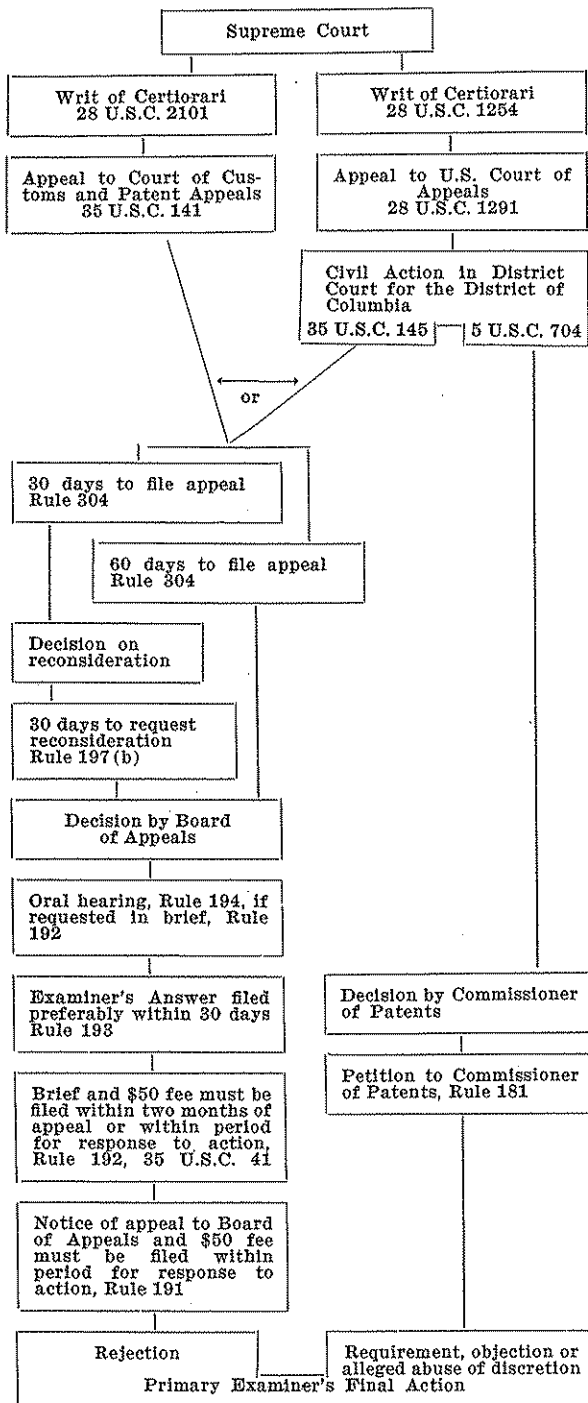 Supreme Court
Writ of Certiorari
28 U.S.C. 2101
Writ of Certiorari
28 U.S.C. 1254
Appeal to Court of Cus-
toms and Patent Appeals
35 U.S.C. 141
Appeal to U.S. Court of
Appeals
28 U.S.C. 1291
Civil Action in District
Court for the District of
Columbia
35 U.S.C. 145
5 U.S.C. 704
or
30 days to file appeal
Rule 304
60 days to file appeal
Rule 304
Decision on
reconsideration
30 days to request
reconsideration
Rule 197(b)
Decision by Board
of Appeals
Oral hearing, Rule 194, if
requested in brief, Rule
192
Examiner's Answer filed
preferably within 30 days
Rule 193
Decision by Commissioner
of Patents
Brief and $50 fee must be
filed within two months of
appeal or within period
for response to action,
Rule 192, 35 U.S.C. 41
Petition to Commissioner
of Patents, Rule 181
Notice of appeal to Board
of Appeals and $50 fee
must be filed within
period for response to
action, Rule 191
Rejection
Requirement, objection or
alleged abuse of discretion
Primary Examiner's Final Action